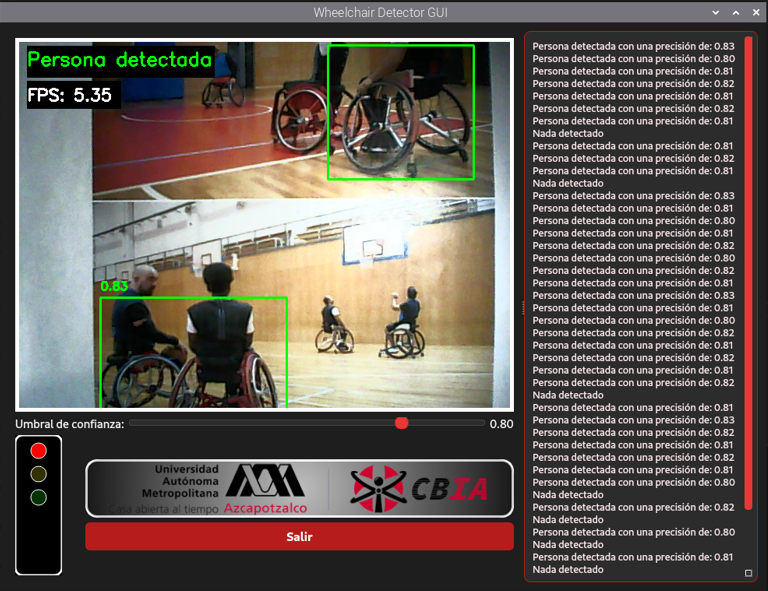 Wheelchair Detector GUI
Persona detectada
FPS: 5.35
0.83
Umbral de confianza:
0.80
Universidad
Autónoma
Metropolitana
Casa abierta al tiempo
Azcapotzalco
CBIA
Salir
Persona detectada con una precisión de: 0.83
Persona detectada con una precisión de: 0.80
Persona detectada con una precisión de: 0.81
Persona detectada con una precisión de: 0.82
Persona detectada con una precisión de: 0.81
Persona detectada con una precisión de: 0.82
Persona detectada con una precisión de: 0.81
Nada detectado
Persona detectada con una precisión de: 0.81
Persona detectada con una precisión de: 0.82
Persona detectada con una precisión de: 0.81
Nada detectado
Persona detectada con una precisión de: 0.83
Persona detectada con una precisión de: 0.81
Persona detectada con una precisión de: 0.80
Persona detectada con una precisión de: 0.81
Persona detectada con una precisión de: 0.82
Persona detectada con una precisión de: 0.80
Persona detectada con una precisión de: 0.82
Persona detectada con una precisión de: 0.81
Persona detectada con una precisión de: 0.83
Persona detectada con una precisión de: 0.81
Persona detectada con una precisión de: 0.80
Persona detectada con una precisión de: 0.82
Persona detectada con una precisión de: 0.81
Persona detectada con una precisión de: 0.82
Persona detectada con una precisión de: 0.81
Persona detectada con una precisión de: 0.82
Nada detectado
Persona detectada con una precisión de: 0.81
Persona detectada con una precisión de: 0.83
Persona detectada con una precisión de: 0.82
Persona detectada con una precisión de: 0.81
Persona detectada con una precisión de: 0.82
Persona detectada con una precisión de: 0.81
Persona detectada con una precisión de: 0.80
Nada detectado
Persona detectada con una precisión de: 0.82
Nada detectado
Persona detectada con una precisión de: 0.80
Nada detectado
Persona detectada con una precisión de: 0.81
Nada detectado